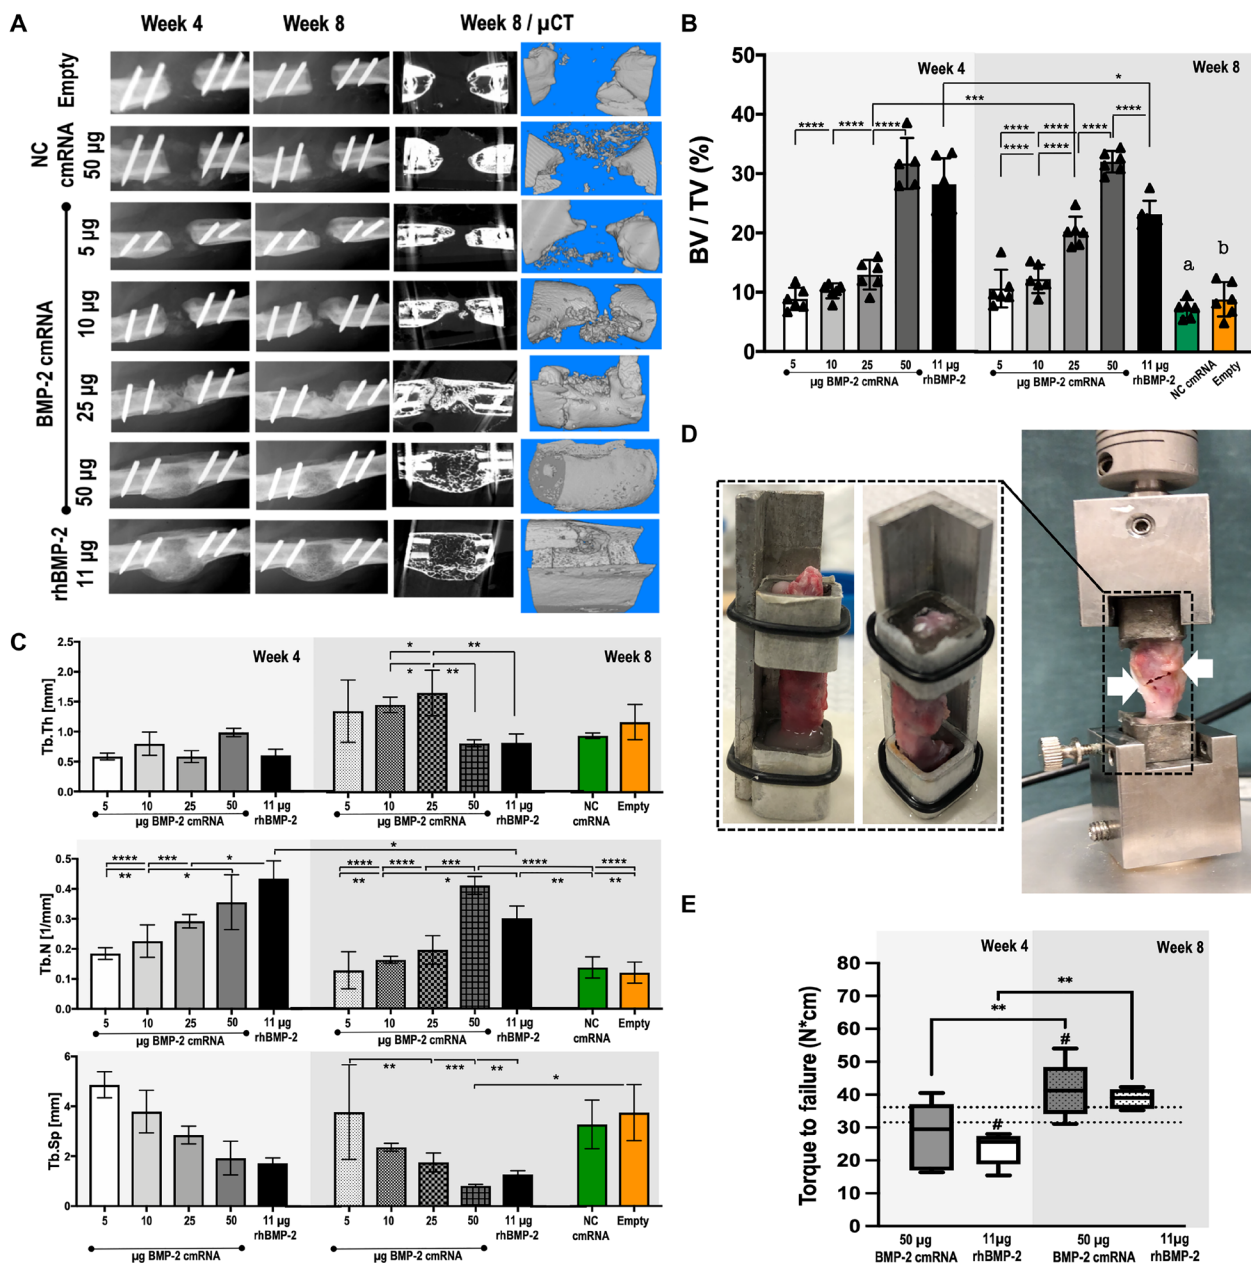 A
Week 4
Week 8
Week 8 / µCT
Empty
NC
cmRNA
50 µg
BMP-2 cmRNA
5 µg
10 µg
25 µg
50 µg
rhBMP-2
11 µg
B
BV / TV (%)
50
40
30
20
10
0
Week 4
Week 8
*
***
**** **** ****
**** **** **** ****
**** ****
a
b
5 10 25 50 11 µg
µg BMP-2 cmRNA rhBMP-2
5 10 25 50 11 µg
µg BMP-2 cmRNA rhBMP-2
NC cmRNA
Empty
C
Week 4
Week 8
Tb.Th [mm]
2.5
2.0
1.5
1.0
0.5
0.0
* **
* **
5 10 25 50 11 µg
µg BMP-2 cmRNA rhBMP-2
5 10 25 50 11 µg NC Empty
µg BMP-2 cmRNA rhBMP-2 cmRNA
Tb.N [1/mm]
0.5
0.4
0.3
0.2
0.1
0.0
*
**** *** *
** *
**** **** *** **** ****
** * ** **
5 10 25 50 11 µg
µg BMP-2 cmRNA rhBMP-2
5 10 25 50 11 µg NC Empty
µg BMP-2 cmRNA rhBMP-2 cmRNA
Tb.Sp [mm]
6
4
2
0
** *** **
*
5 10 25 50 11 µg
rhBMP-2
µg BMP-2 cmRNA
5 10 25 50 11 µg NC Empty
rhBMP-2 cmRNA
µg BMP-2 cmRNA
D
E
Week 4
Week 8
Torque to failure (N*cm)
80
70
60
50
40
30
20
10
0
**
**
#
#
50 µg
BMP-2 cmRNA
11µg
rhBMP-2
50 µg
BMP-2 cmRNA
11µg
rhBMP-2